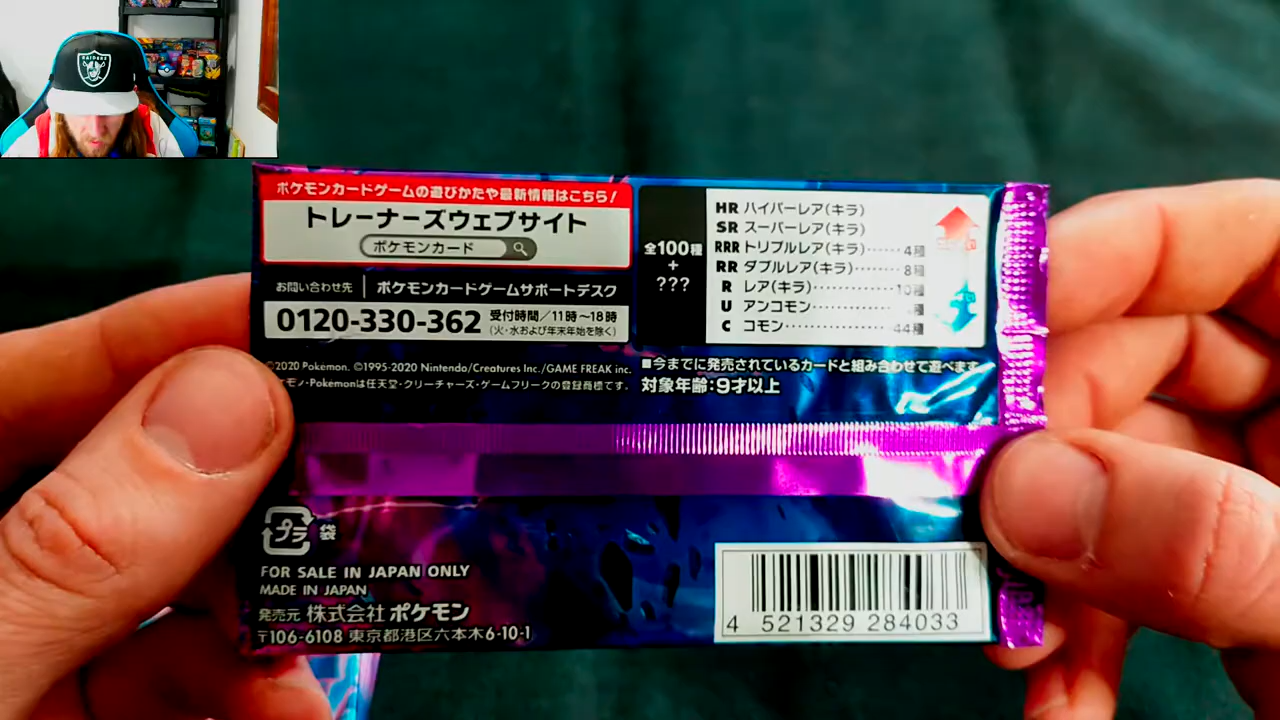 RAIDERS
ポケモンカードゲームの遊びかたや最新情報はこちら!
トレーナーズウェブサイト
ポケモンカード
お問い合わせ先 ポケモンカードゲームサポートデスク
0120-330-362 受付時間/11時~18時
(火・水および年末年始を除く)
©2020 Pokemon. ©1995-2020 Nintendo/Creatures Inc./GAME FREAK inc.
ケモン・Pokemonは任天堂・クリーチャーズ・ゲームフリークの登録商標です.
全100種
+
???
HR ハイパーレア(キラ)
SR スーパーレア(キラ)
RRR トリプルレア(キラ)······4種
RR ダブルレア(キラ)········8種
R レア(キラ)············10種
U アンコモン············種
C コモン···············44種
■今までに発売されているカードと組み合わせて遊べます.
対象年齢:9才以上
プラ 袋
FOR SALE IN JAPAN ONLY
MADE IN JAPAN
発売元 株式会社ポケモン
〒106-6108 東京都港区六本木6-10-1
4 521329 284033